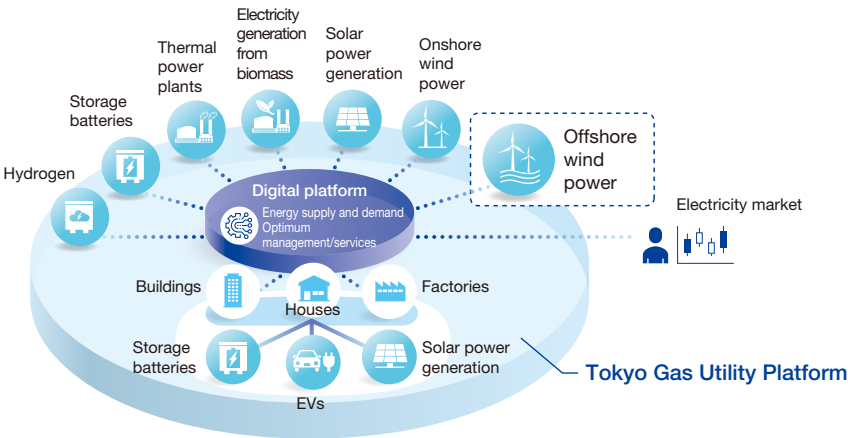 Electricity
generation
from
biomass
Solar
power
generation
Onshore
wind
power
Thermal
power
plants
Storage
batteries
Hydrogen
Offshore
wind
power
Digital platform
Energy supply and demand
Optimum
management/services
Electricity market
Buildings
Houses
Factories
Storage
batteries
EVs
Solar power
generation
Tokyo Gas Utility Platform